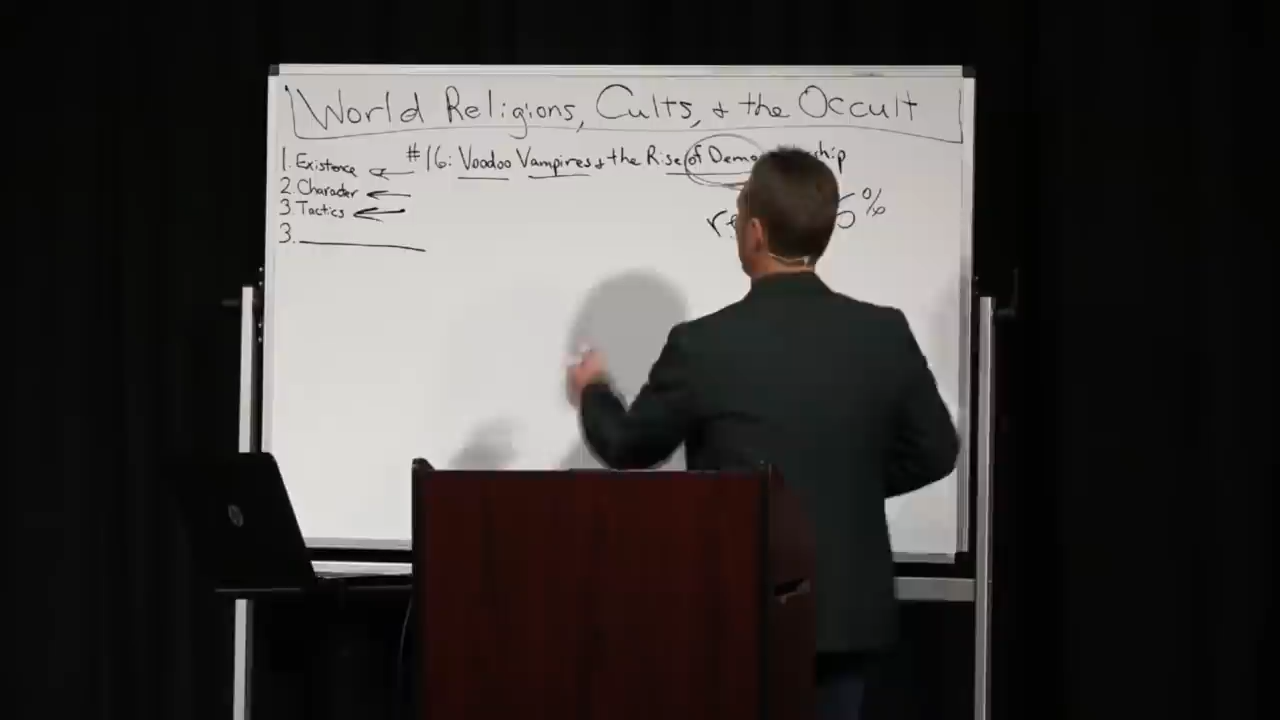 World Religions, Cults, & the Occult
#16: Voodoo Vampires & the Rise of
1. Existence
2. Character
3. Tactics
3.
%